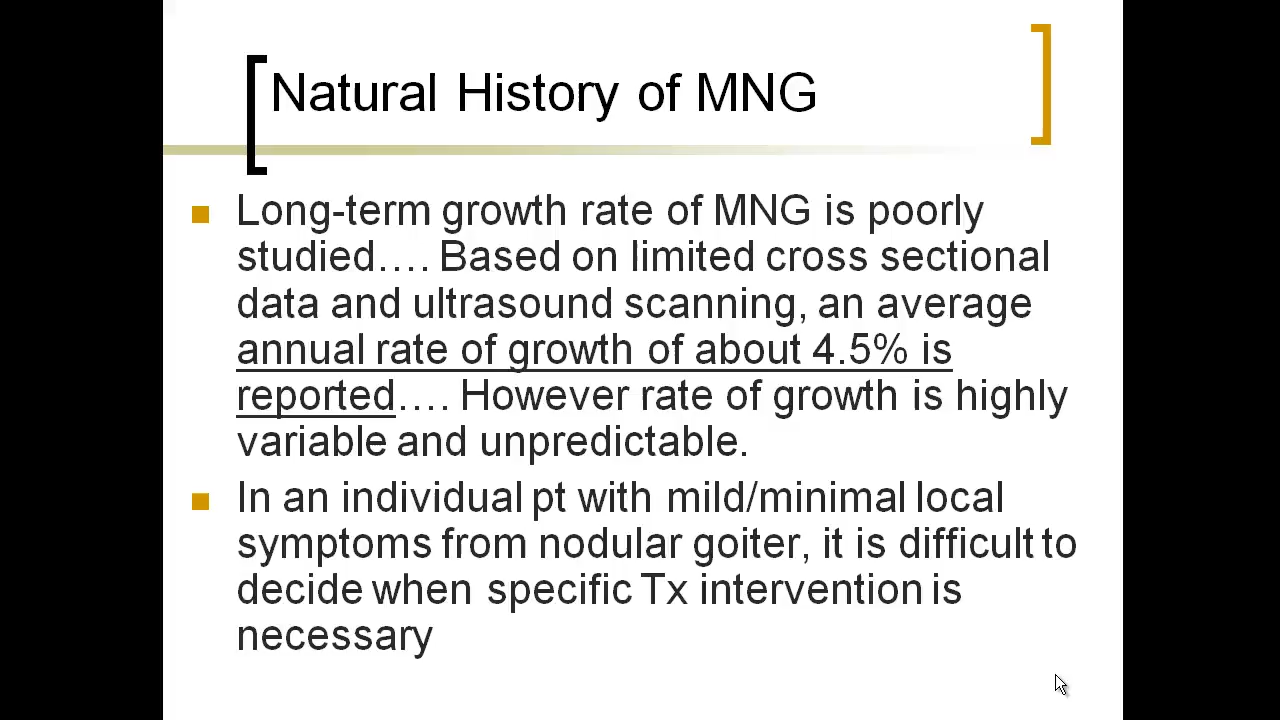 Natural History of MNG
Long-term growth rate of MNG is poorly
studied.... Based on limited cross sectional
data and ultrasound scanning, an average
annual rate of growth of about 4.5% is
reported.... However rate of growth is highly
variable and unpredictable.
In an individual pt with mild/minimal local
symptoms from nodular goiter, it is difficult to
decide when specific Tx intervention is
necessary